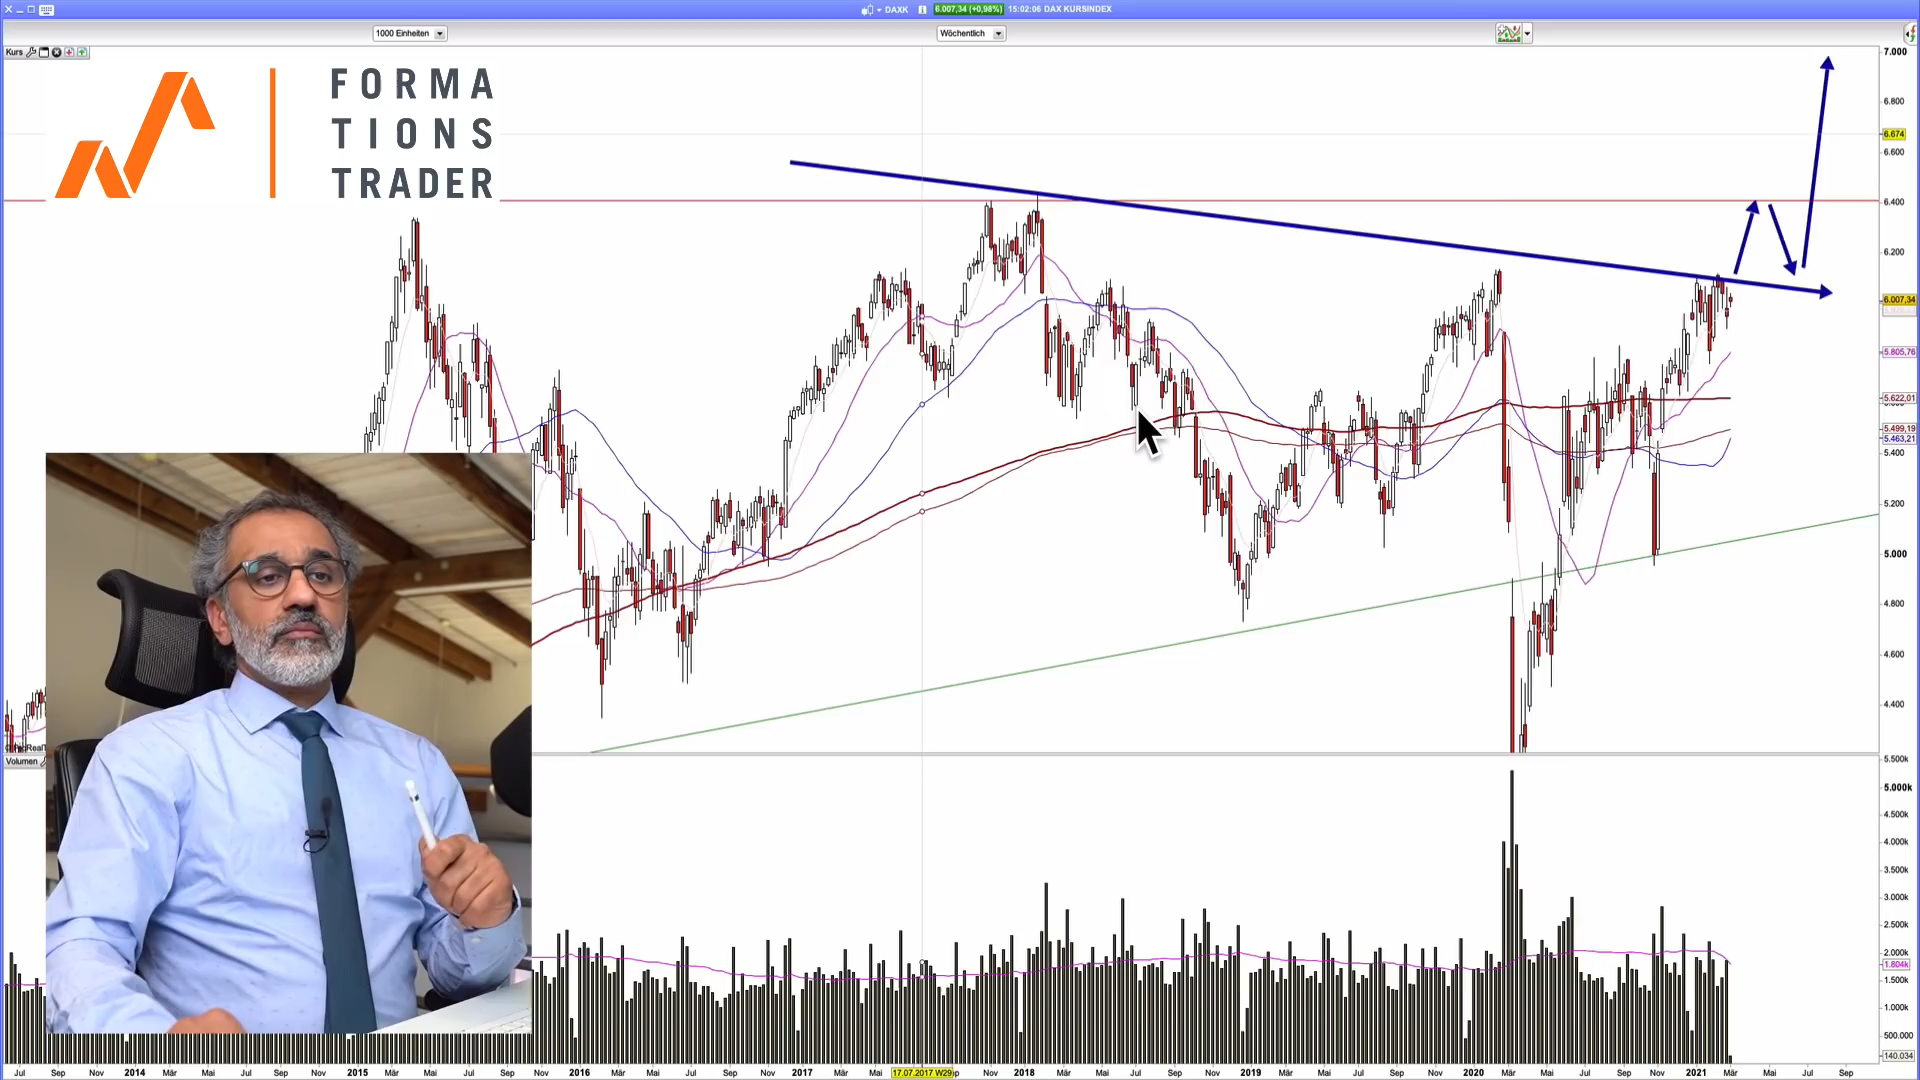 DAXK
6.007,34 (+0,98%) 15:02:06 DAX KURSINDEX
1000 Einheiten
Wöchentlich
Kurs
FORMA
TIONS
TRADER
7.000
6.800
6.674
6.600
6.400
6.200
6.007,34
5.805,76
5.622,01
5.499,19
5.463,21
5.400
5.200
5.000
4.800
4.600
4.400
Volumen
5.500k
5.000k
4.500k
4.000k
3.500k
3.000k
2.500k
2.000k
1.804k
1.500k
1.000k
500.000
140.034
Jul Sep Nov 2014 Mär Mai Jul Sep Nov 2015 Mär Mai Jul Sep Nov 2016 Mär Mai Jul Sep Nov 2017 Mär Mai 17.07.2017 W29 Nov 2018 Mär Mai Jul Sep Nov 2019 Mär Mai Jul Sep Nov 2020 Mär Mai Jul Sep Nov 2021 Mär Mai Jul Sep